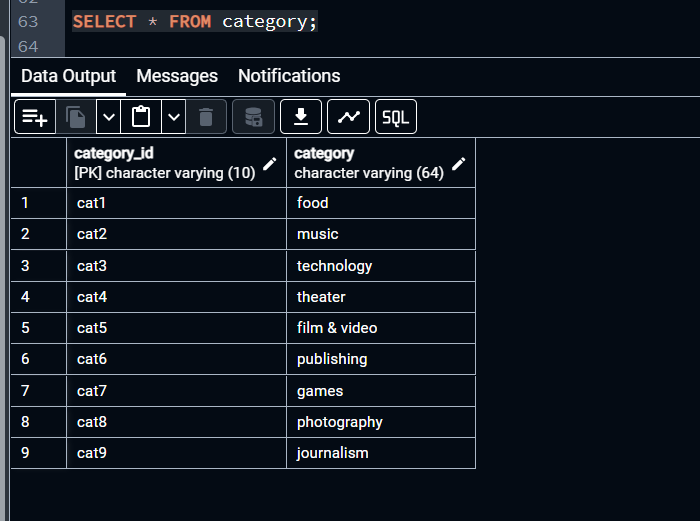 63 SELECT * FROM category;
64
Data Output Messages Notifications
SQL
category_id category
[PK] character varying (10) character varying (64)
1 cat1 food
2 cat2 music
3 cat3 technology
4 cat4 theater
5 cat5 film & video
6 cat6 publishing
7 cat7 games
8 cat8 photography
9 cat9 journalism